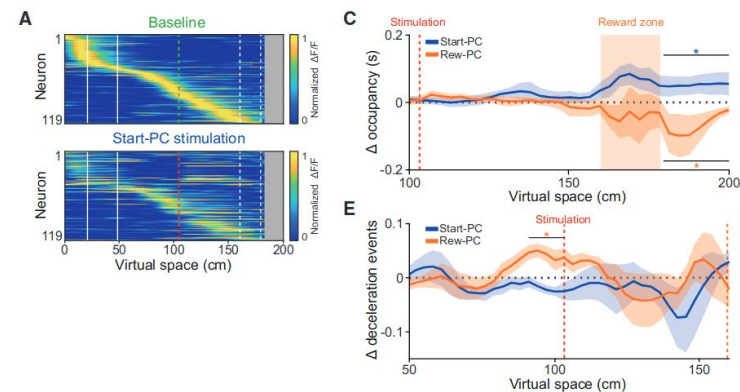 A
Baseline
1
Neuron
119
1
Normalized ΔF/F
0
Start-PC stimulation
1
Neuron
119
1
Normalized ΔF/F
0
0 50 100 150 200
Virtual space (cm)
C
Stimulation
Reward zone
Start-PC
Rew-PC
*
*
0.2
0
-0.2
Δ occupancy (s)
100 150 200
Virtual space (cm)
E
Stimulation
Start-PC
Rew-PC
*
0.1
0
-0.1
Δ deceleration events
50 100 150
Virtual space (cm)